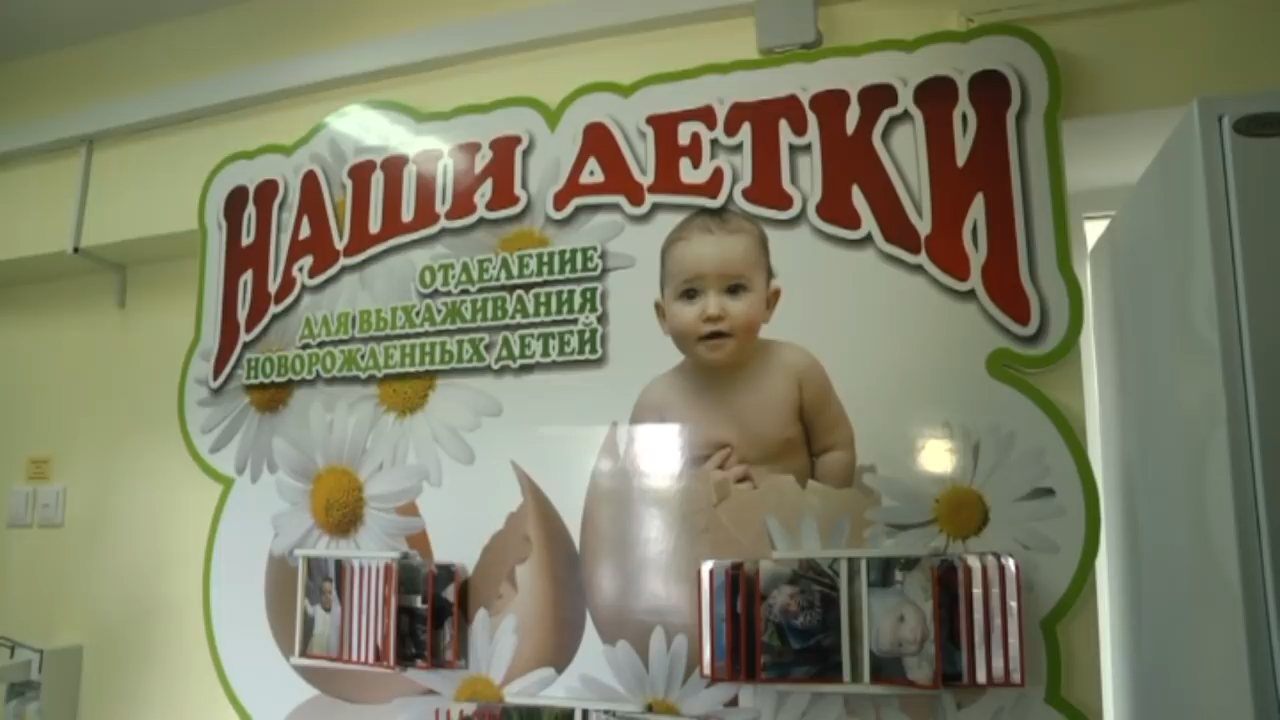 НАШИ ДЕТКИ
ОТДЕЛЕНИЕ
ДЛЯ ВЫХАЖИВАНИЯ
НОВОРОЖДЕННЫХ ДЕТЕЙ